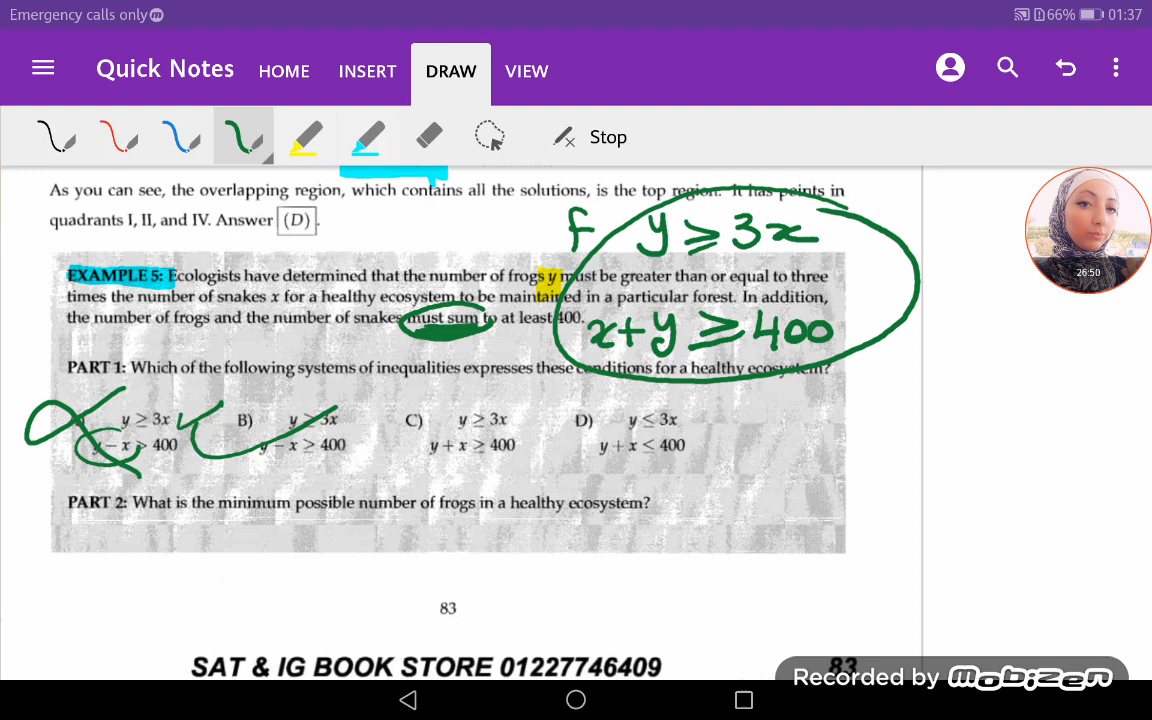 Emergency calls only m 66% 01:37
Quick Notes HOME INSERT DRAW VIEW
Stop
As you can see, the overlapping region, which contains all the solutions, is the top region. It has points in
quadrants I, II, and IV. Answer (D).
F y ≥ 3x
x+y ≥ 400
EXAMPLE 5: Ecologists have determined that the number of frogs y must be greater than or equal to three
times the number of snakes x for a healthy ecosystem to be maintained in a particular forest. In addition,
the number of frogs and the number of snakes must sum to at least 400.
PART 1: Which of the following systems of inequalities expresses these conditions for a healthy ecosystem?
y ≥ 3x B) y ≥ 3x C) y ≥ 3x D) y ≤ 3x
y − x ≥ 400 y − x > 400 y + x ≥ 400 y + x < 400
PART 2: What is the minimum possible number of frogs in a healthy ecosystem?
83
SAT & IG BOOK STORE 01227746409 83
26:50
Recorded by mobizen